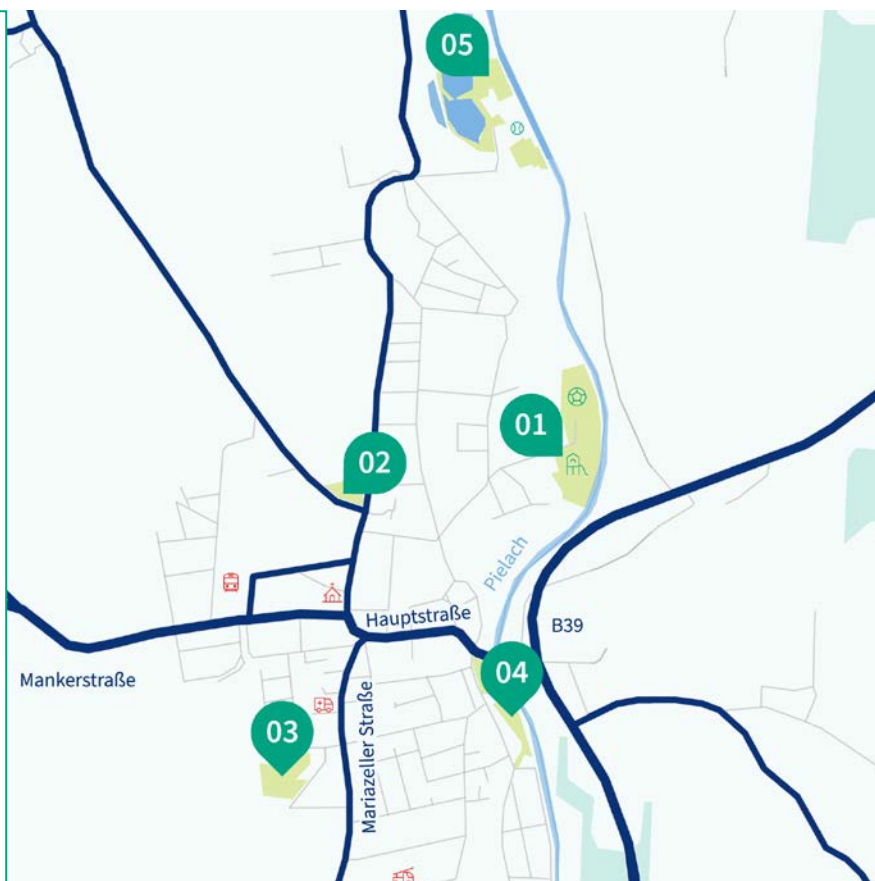 05
01
02
Pielach
Hauptstraße
B39
Mankerstraße
04
Mariazeller Straße
03